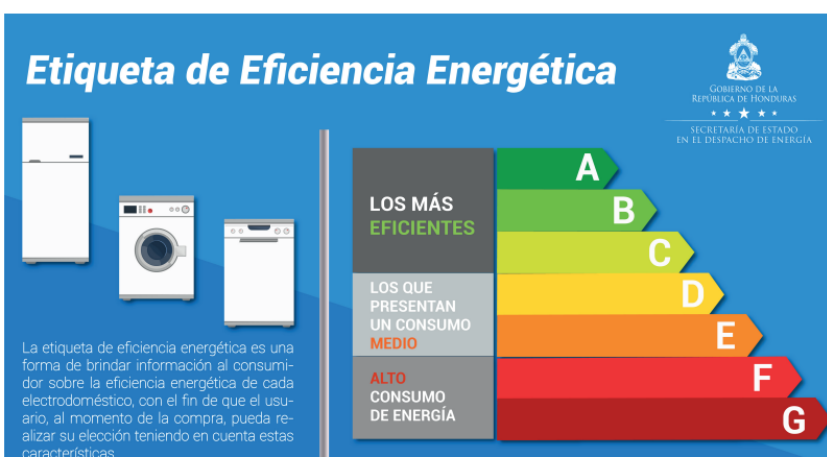 Etiqueta de Eficiencia Energética
GOBIERNO DE LA
REPÚBLICA DE HONDURAS
SECRETARÍA DE ESTADO
EN EL DESPACHO DE ENERGÍA
La etiqueta de eficiencia energética es una
forma de brindar información al consumi-
dor sobre la eficiencia energética de cada
electrodoméstico, con el fin de que el usu-
ario, al momento de la compra, pueda re-
alizar su elección teniendo en cuenta estas
características
LOS MÁS
EFICIENTES
A
B
C
LOS QUE
PRESENTAN
UN CONSUMO
MEDIO
D
E
ALTO
CONSUMO
DE ENERGÍA
F
G